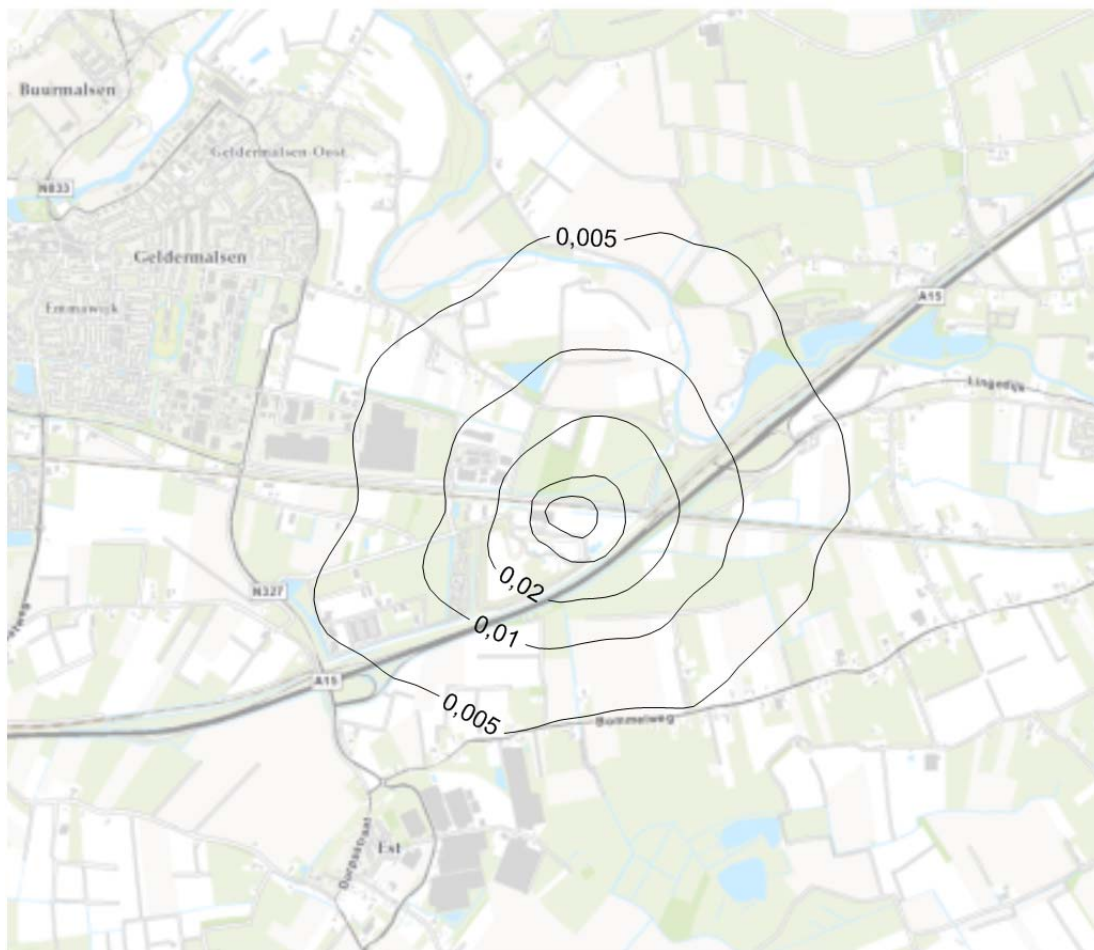 Buurmalsen
Geldermalsen-Oost
N833
Geldermalsen
0,005
A15
Emmawijk
Lingedijk
0,02
N327
0,01
A15
0,005
Bommelweg
Dorpsstraat
Est